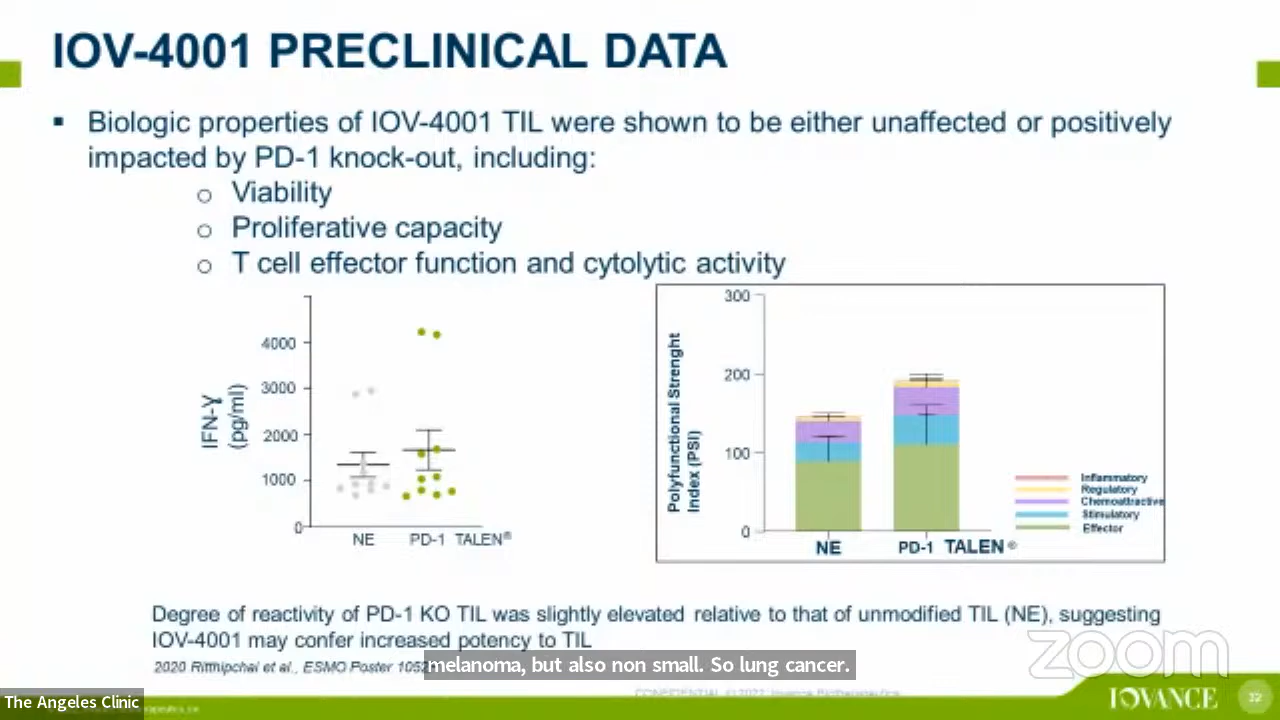 IOV-4001 PRECLINICAL DATA
▪ Biologic properties of IOV-4001 TIL were shown to be either unaffected or positively
impacted by PD-1 knock-out, including:
o Viability
o Proliferative capacity
o T cell effector function and cytolytic activity
IFN-γ
(pg/ml)
4000
3000
2000
1000
0
NE PD-1 TALEN®
Polyfunctional Strenght
Index (PSI)
300
200
100
0
NE PD-1 TALEN®
Inflammatory
Regulatory
Chemoattractive
Stimulatory
Effector
Degree of reactivity of PD-1 KO TIL was slightly elevated relative to that of unmodified TIL (NE), suggesting
IOV-4001 may confer increased potency to TIL
zoom
2020 Ritthipichai et al., ESMO Poster
melanoma, but also non small. So lung cancer.
The Angeles Clinic
CONFIDENTIAL
IOVANCE
32